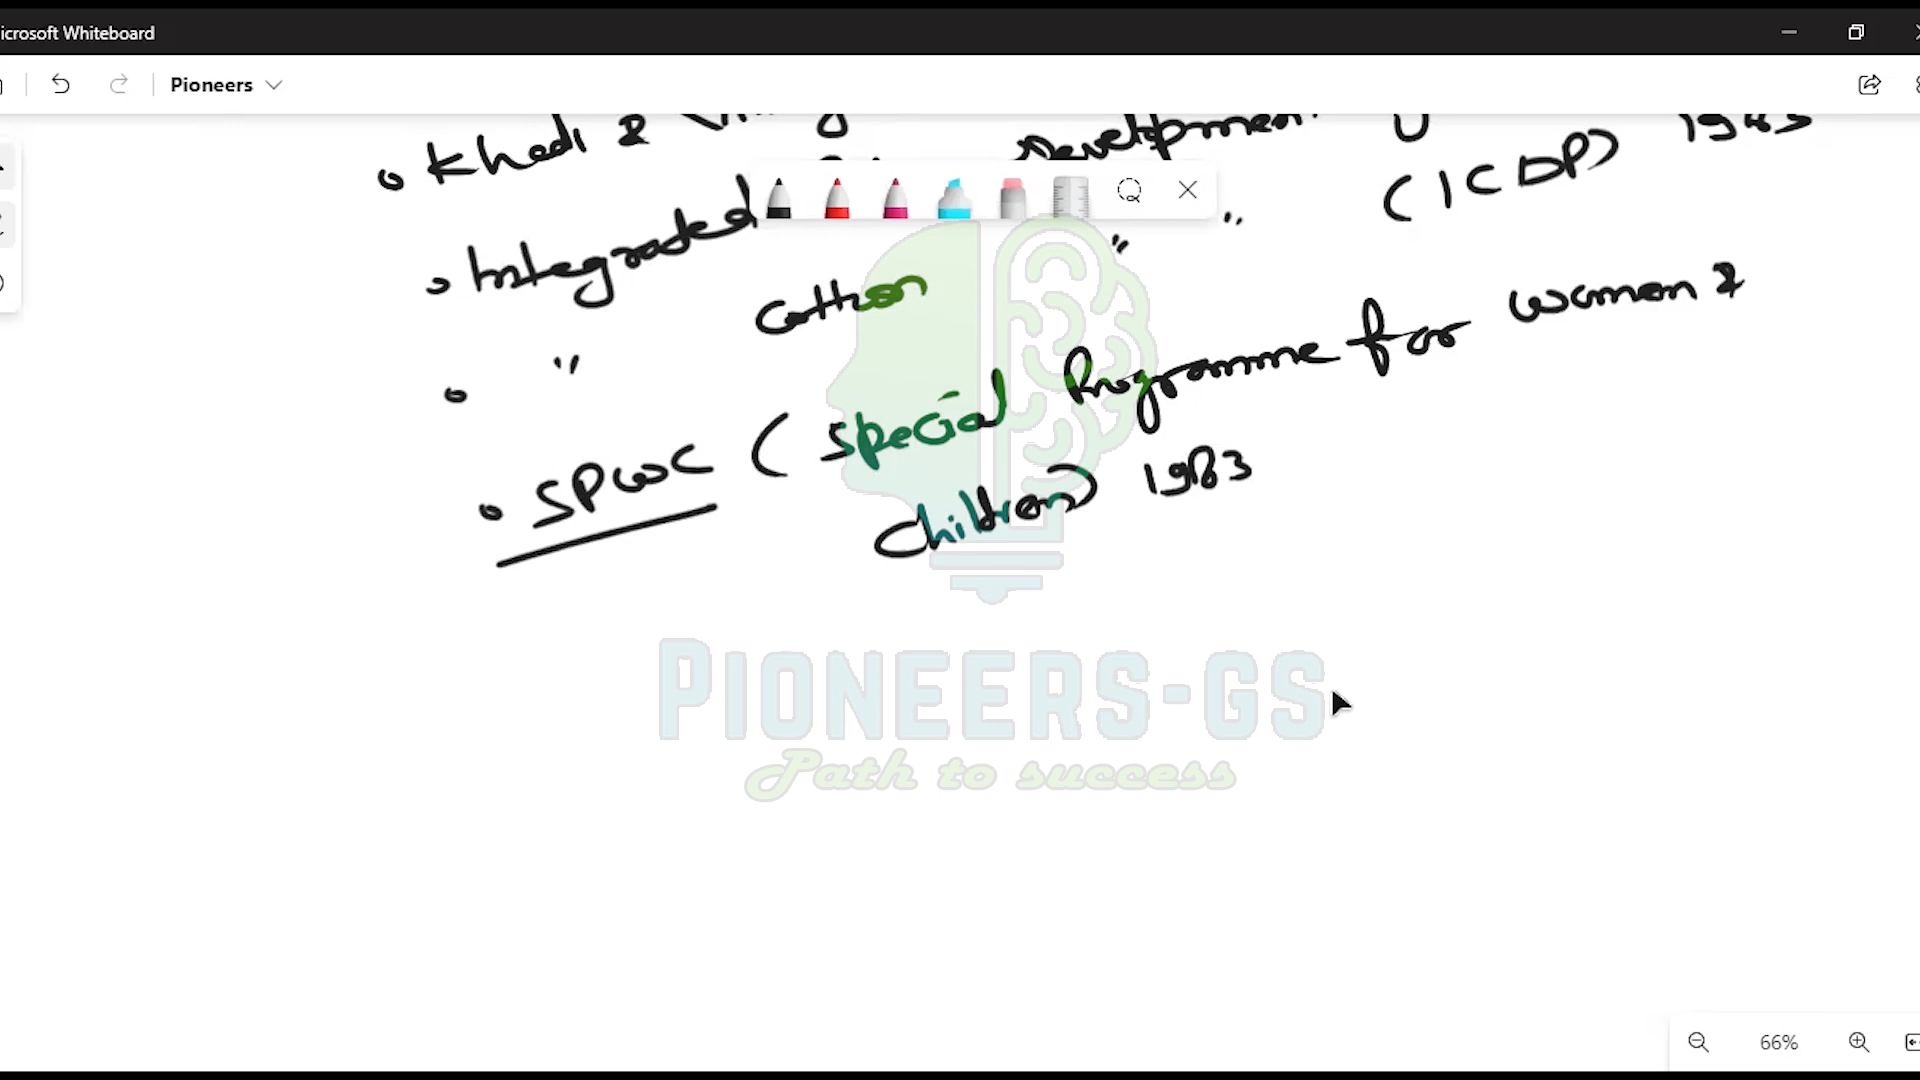 icrosoft Whiteboard
Pioneers
• Khadi &
Development 1983
• Integrated " " (ICDP)
• " Cotton
• SPWC (Special Programme for women &
Children) 1983
PIONEERS-GS
Path to success
66%